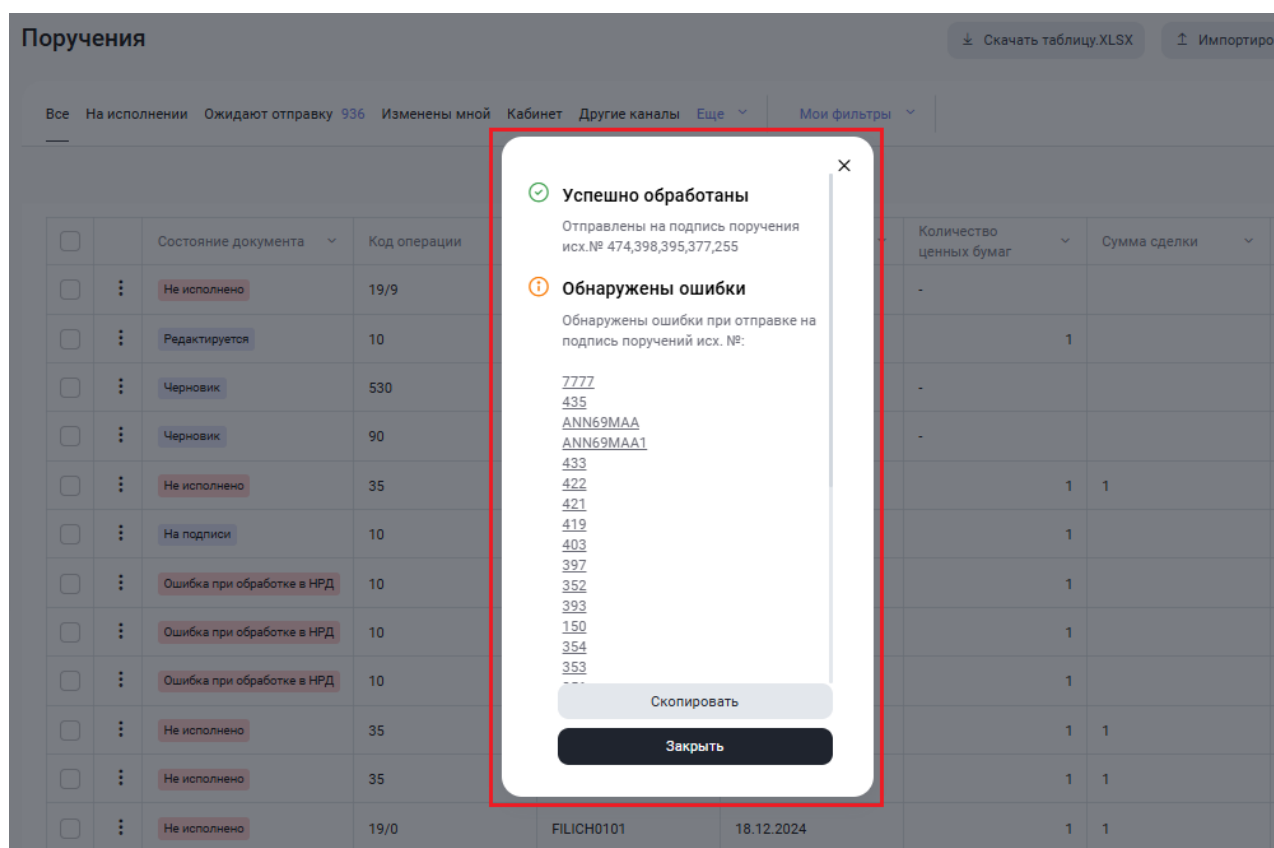 Поручения
Скачать таблицу.XLSX
Импортиро
Все На исполнении Ожидают отправку 936 Изменены мной Кабинет Другие каналы Еще Мои фильтры
Состояние документа Код операции Количество ценных бумаг Сумма сделки
Не исполнено 19/9 -
Редактируется 10 1
Черновик 530 -
Черновик 90 -
Не исполнено 35 1 1
На подписи 10 1
Ошибка при обработке в НРД 10 1
Ошибка при обработке в НРД 10 1
Ошибка при обработке в НРД 10 1
Не исполнено 35 1 1
Не исполнено 35 1 1
Не исполнено 19/0 FILICH0101 18.12.2024 1 1
Успешно обработаны
Отправлены на подпись поручения
исх.№ 474,398,395,377,255
Обнаружены ошибки
Обнаружены ошибки при отправке на
подпись поручений исх. №:
7777
435
ANN69MAA
ANN69MAA1
433
422
421
419
403
397
352
393
150
354
353
Скопировать
Закрыть